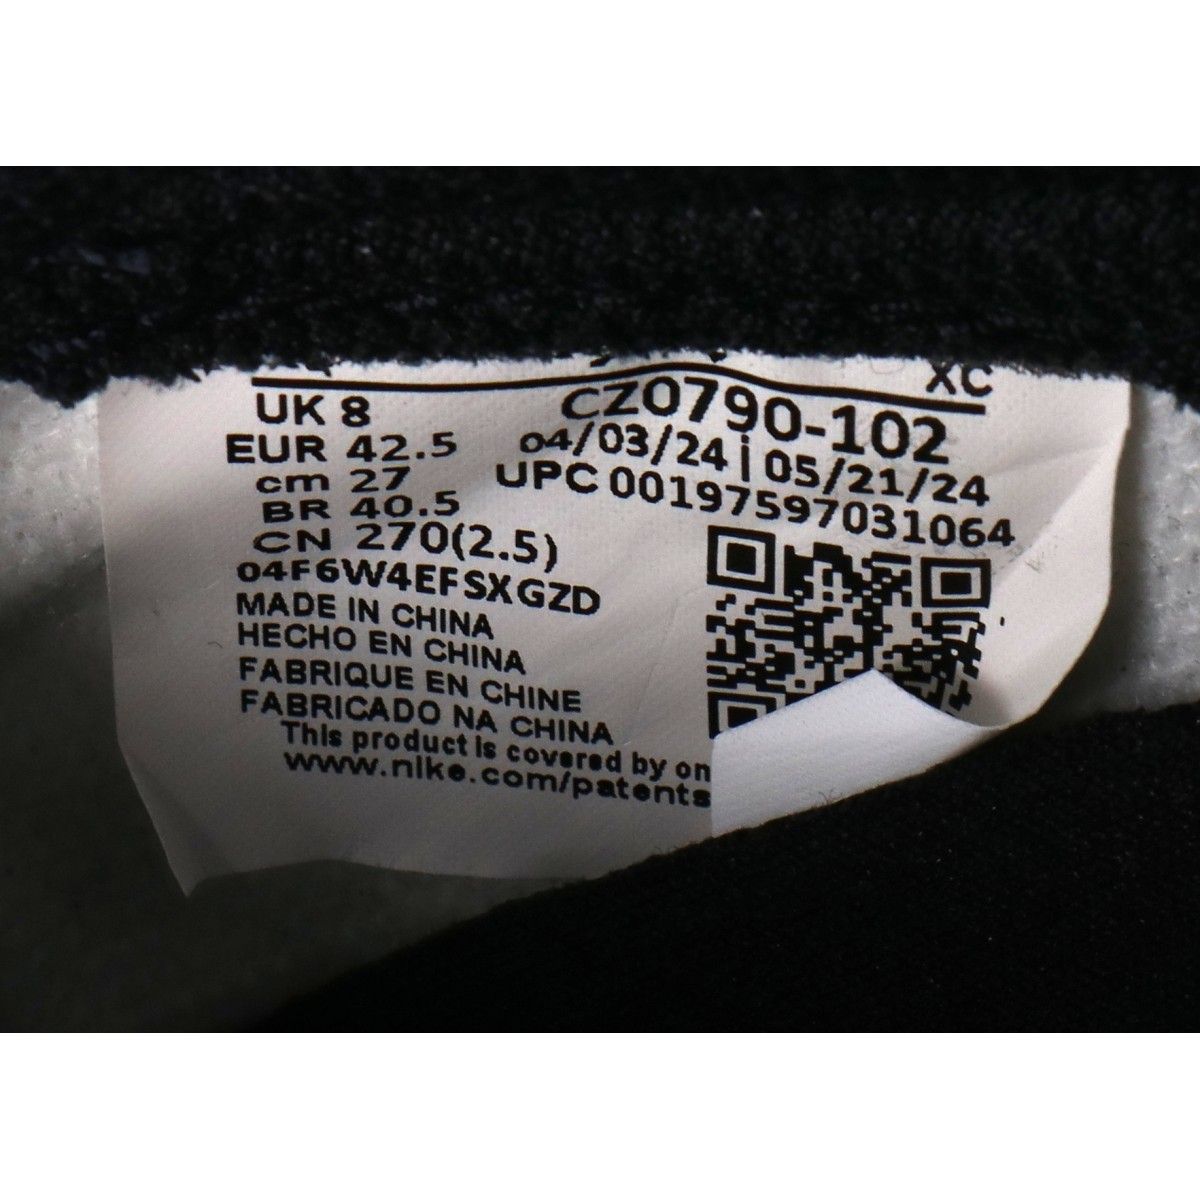 XC
UK 8
CZ0790-102
EUR 42.5
04/03/24 | 05/21/24
cm 27
UPC 00197597031064
BR 40.5
CN 270(2.5)
04F6W4EFSXGZD
MADE IN CHINA
HECHO EN CHINA
FABRIQUE EN CHINE
FABRICADO NA CHINA
This product is covered by on
www.nike.com/patents